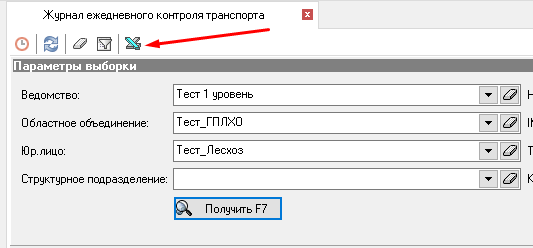 Журнал ежедневного контроля транспорта
Параметры выборки
Ведомство: Тест 1 уровень
Областное объединение: Тест_ГПЛХО
Юр.лицо: Тест_Лесхоз
Структурное подразделение:
Получить F7